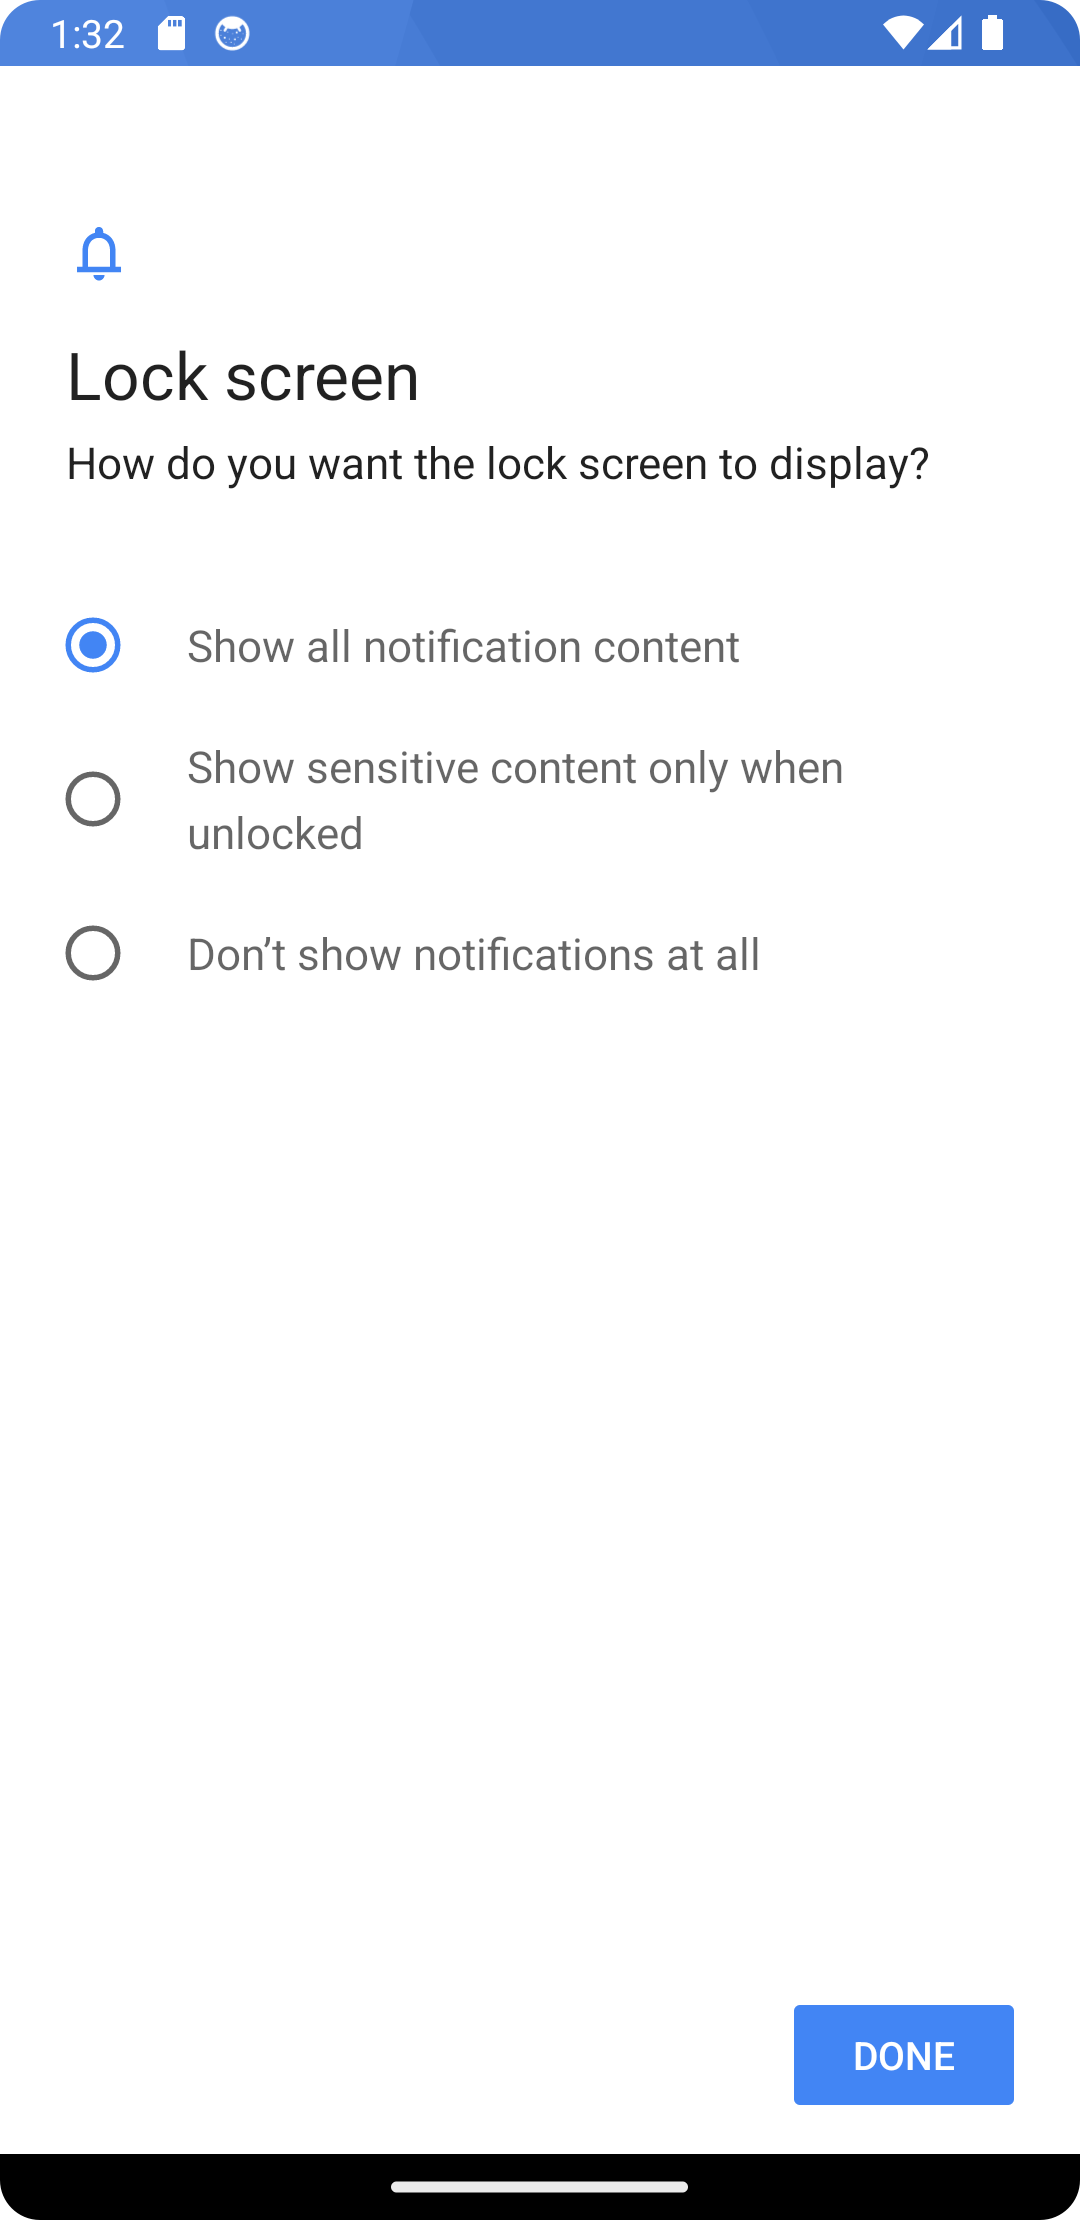 1:32
Lock screen
How do you want the lock screen to display?
Show all notification content
Show sensitive content only when
unlocked
Don’t show notifications at all
DONE